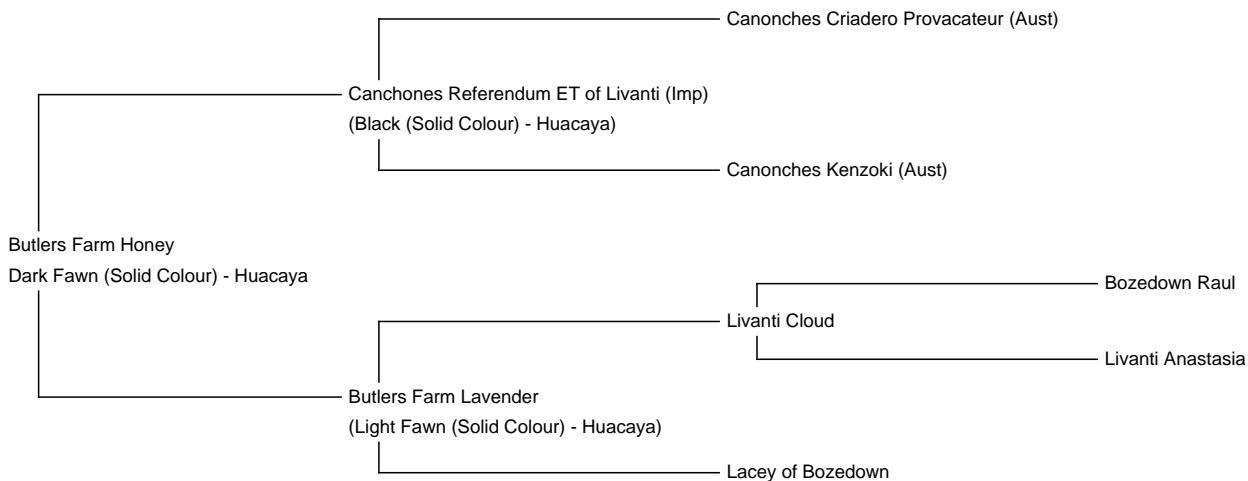 Canonches Criadero Provacateur (Aust)
Canchones Referendum ET of Livanti (Imp)
(Black (Solid Colour) - Huacaya)
Canonches Kenzoki (Aust)
Butlers Farm Honey
Dark Fawn (Solid Colour) - Huacaya
Bozedown Raul
Livanti Cloud
Livanti Anastasia
Butlers Farm Lavender
(Light Fawn (Solid Colour) - Huacaya)
Lacey of Bozedown